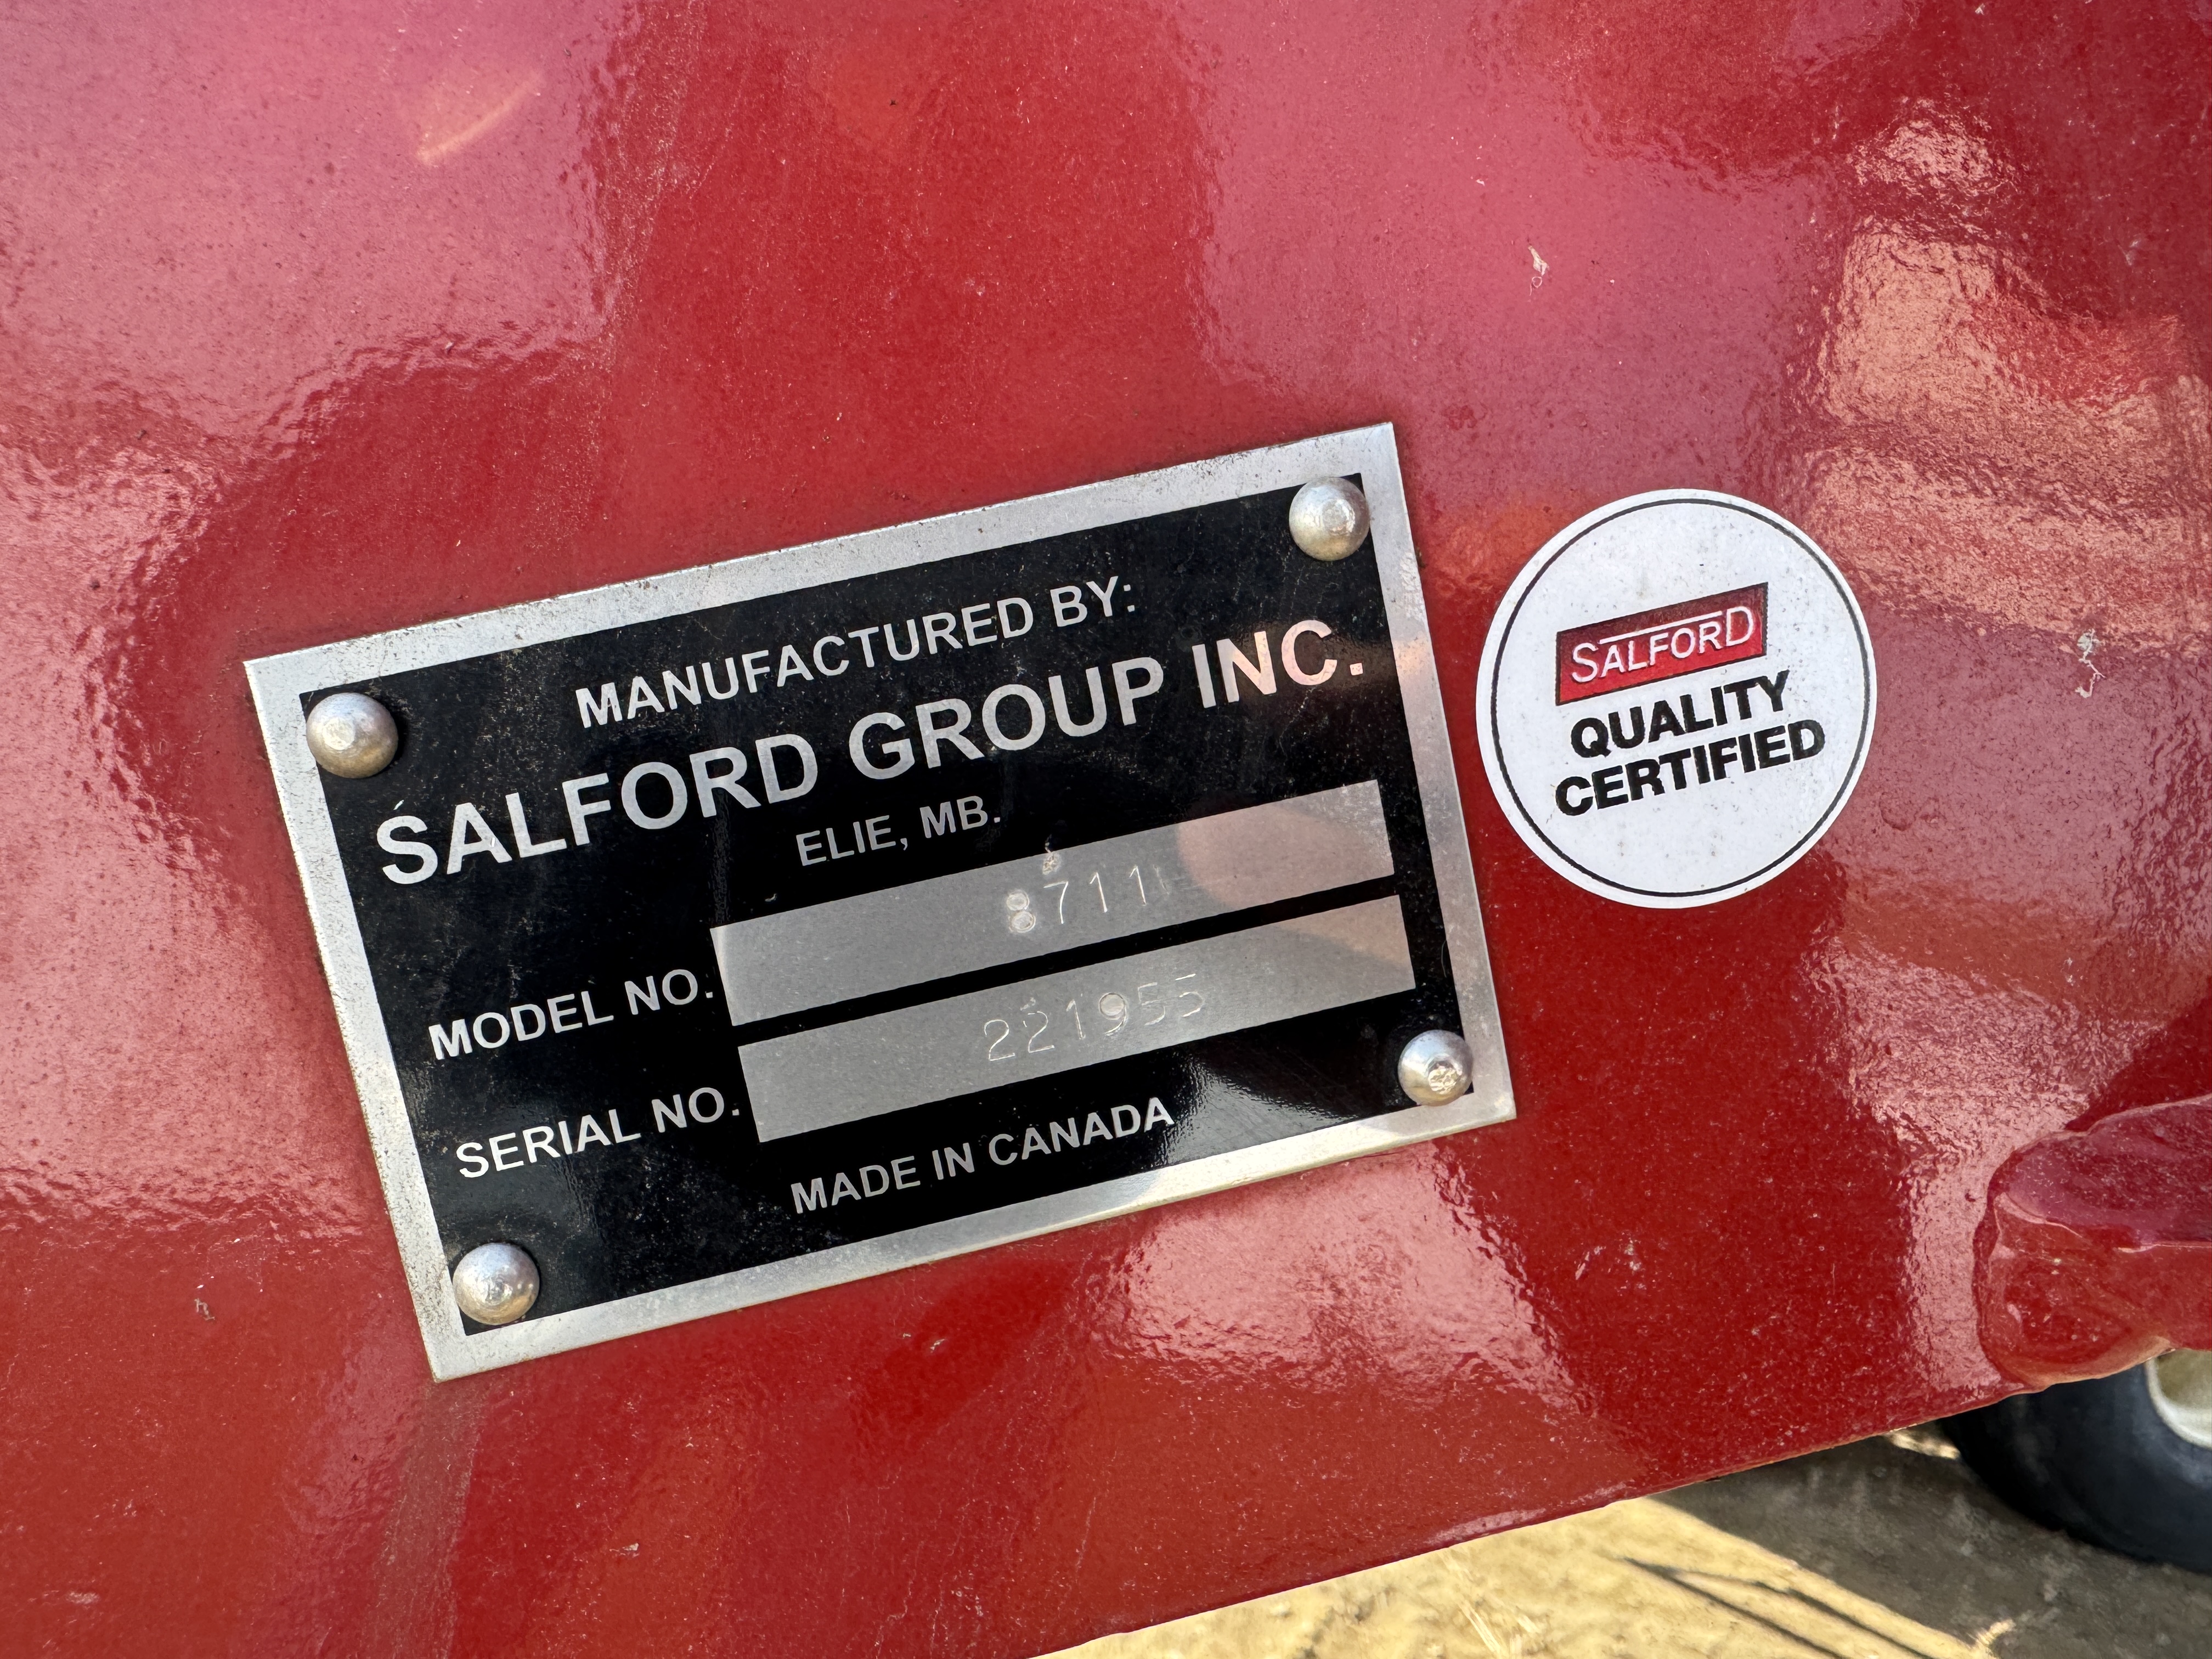 MANUFACTURED BY:
SALFORD GROUP INC.
ELIE, MB.
MODEL NO. 8711
SERIAL NO. 221955
MADE IN CANADA
SALFORD
QUALITY
CERTIFIED